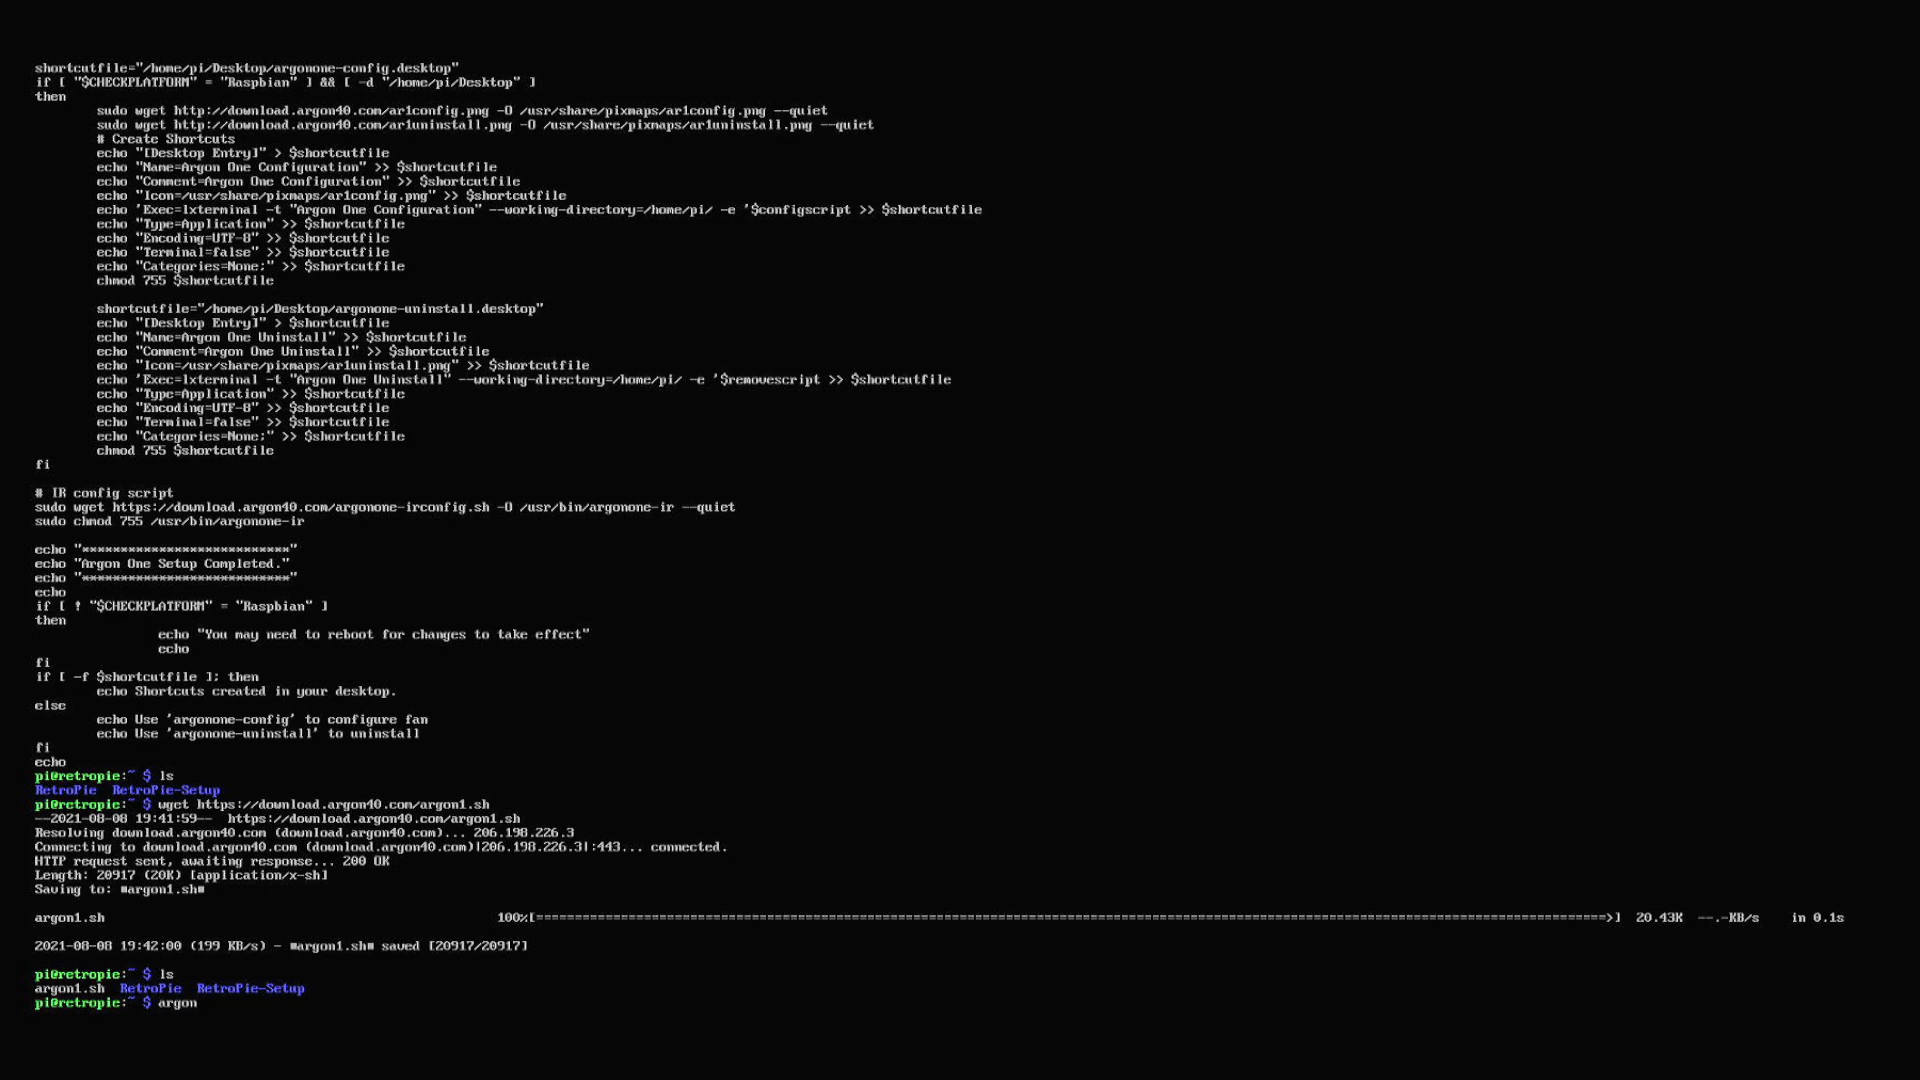 shortcutfile="/home/pi/Desktop/argonone-config.desktop"
if [ "$CHECKPLATFORM" = "Raspbian" ] && [ -d "/home/pi/Desktop" ]
then
        sudo wget http://download.argon40.com/ar1config.png -O /usr/share/pixmaps/ar1config.png --quiet
        sudo wget http://download.argon40.com/ar1uninstall.png -O /usr/share/pixmaps/ar1uninstall.png --quiet
        # Create Shortcuts
        echo "[Desktop Entry]" > $shortcutfile
        echo "Name=Argon One Configuration" >> $shortcutfile
        echo "Comment=Argon One Configuration" >> $shortcutfile
        echo "Icon=/usr/share/pixmaps/ar1config.png" >> $shortcutfile
        echo 'Exec=lxterminal -t "Argon One Configuration" --working-directory=/home/pi/ -e '$configscript >> $shortcutfile
        echo "Type=Application" >> $shortcutfile
        echo "Encoding=UTF-8" >> $shortcutfile
        echo "Terminal=false" >> $shortcutfile
        echo "Categories=None;" >> $shortcutfile
        chmod 755 $shortcutfile

        shortcutfile="/home/pi/Desktop/argonone-uninstall.desktop"
        echo "[Desktop Entry]" > $shortcutfile
        echo "Name=Argon One Uninstall" >> $shortcutfile
        echo "Comment=Argon One Uninstall" >> $shortcutfile
        echo "Icon=/usr/share/pixmaps/ar1uninstall.png" >> $shortcutfile
        echo 'Exec=lxterminal -t "Argon One Uninstall" --working-directory=/home/pi/ -e '$removescript >> $shortcutfile
        echo "Type=Application" >> $shortcutfile
        echo "Encoding=UTF-8" >> $shortcutfile
        echo "Terminal=false" >> $shortcutfile
        echo "Categories=None;" >> $shortcutfile
        chmod 755 $shortcutfile
fi

# IR config script
sudo wget https://download.argon40.com/argonone-irconfig.sh -O /usr/bin/argonone-ir --quiet
sudo chmod 755 /usr/bin/argonone-ir

echo "***************************"
echo "Argon One Setup Completed."
echo "***************************"
echo
if [ ! "$CHECKPLATFORM" = "Raspbian" ]
then
                echo "You may need to reboot for changes to take effect"
                echo
fi
if [ -f $shortcutfile ]; then
        echo Shortcuts created in your desktop.
else
        echo Use 'argonone-config' to configure fan
        echo Use 'argonone-uninstall' to uninstall
fi
echo
pi@retropie:~ $ ls
RetroPie  RetroPie-Setup
pi@retropie:~ $ wget https://download.argon40.com/argon1.sh
--2021-08-08 19:41:59--  https://download.argon40.com/argon1.sh
Resolving download.argon40.com (download.argon40.com)... 206.198.226.3
Connecting to download.argon40.com (download.argon40.com)|206.198.226.3|:443... connected.
HTTP request sent, awaiting response... 200 OK
Length: 20917 (20K) [application/x-sh]
Saving to: ■argon1.sh■

argon1.sh 100%[===========================================================================================================================================>]  20.43K  --.-KB/s    in 0.1s

2021-08-08 19:42:00 (199 KB/s) - ■argon1.sh■ saved [20917/20917]

pi@retropie:~ $ ls
argon1.sh  RetroPie  RetroPie-Setup
pi@retropie:~ $ argon